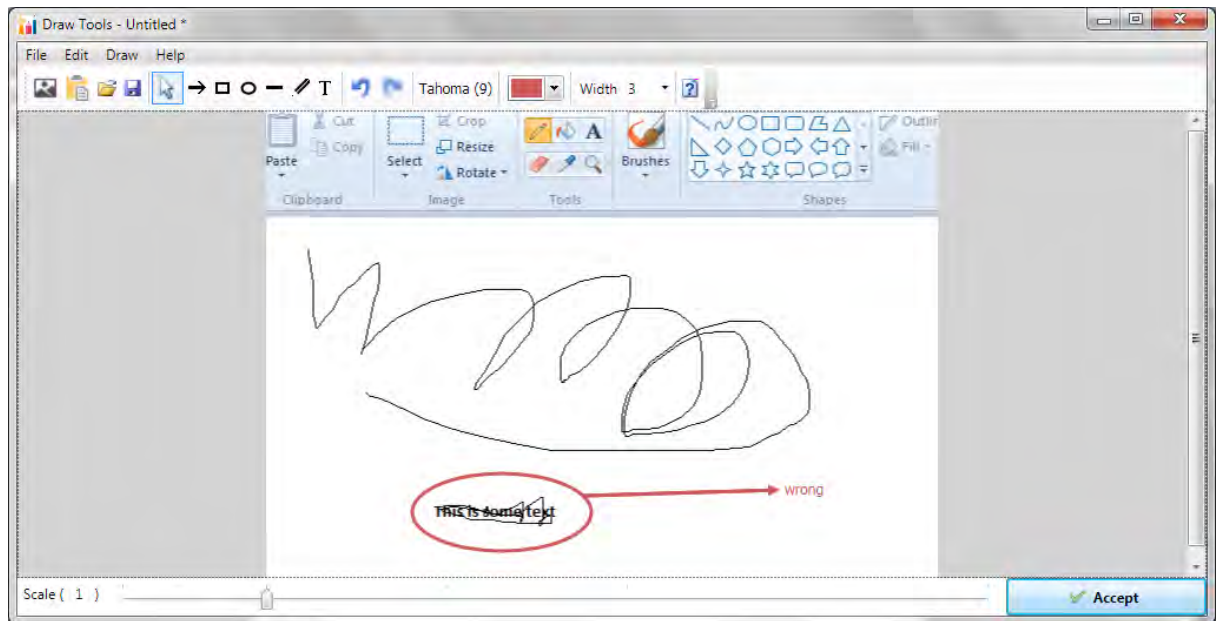 Draw Tools - Untitled *
File Edit Draw Help
T Tahoma (9) Width 3
Cut Crop A Outlin
Paste Copy Select Resize Brushes Fill
Rotate
Clipboard Image Tools Shapes
This is some text
wrong
Scale ( 1 ) Accept